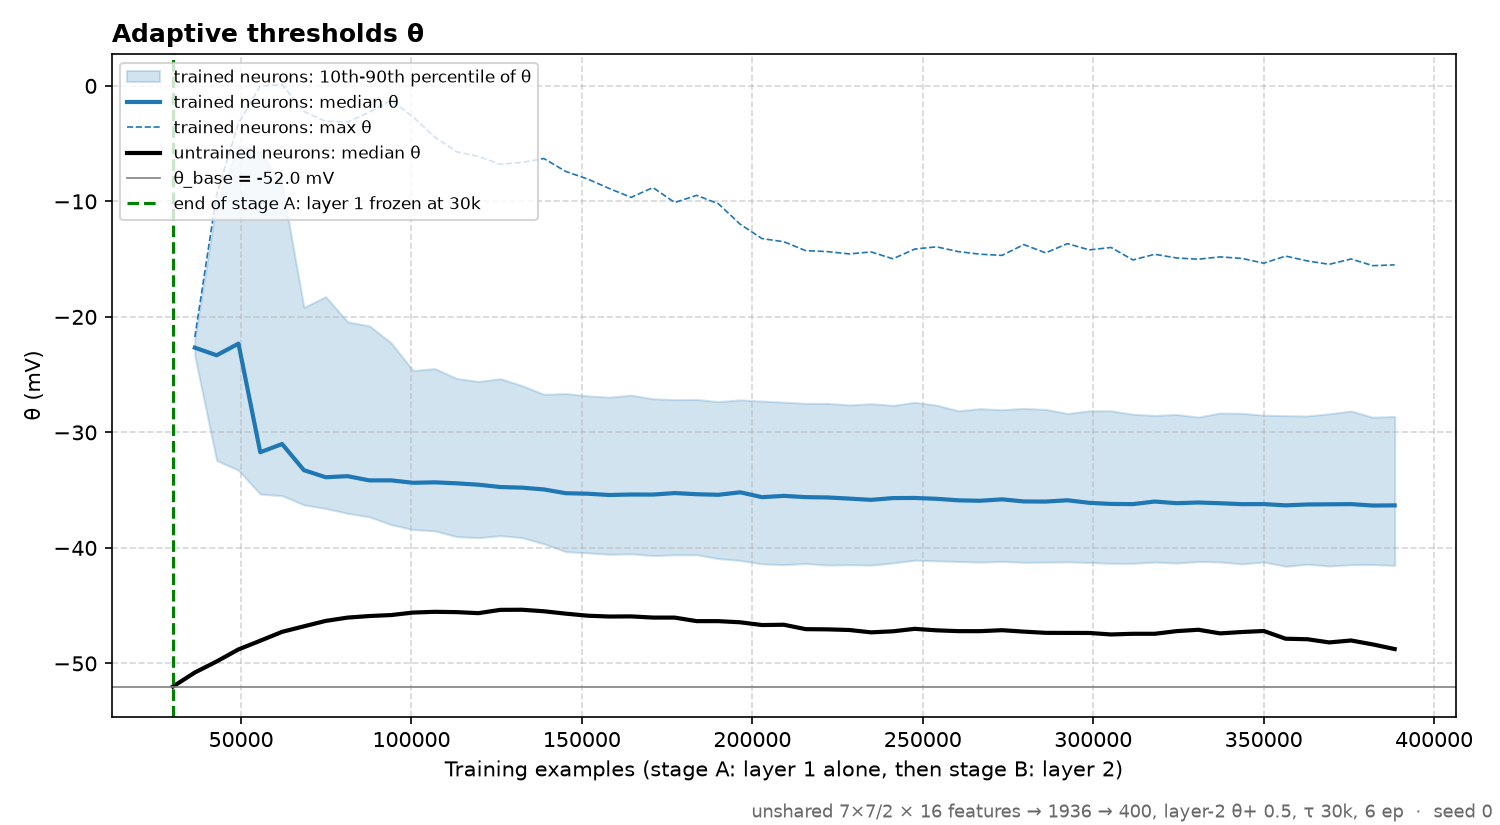 Adaptive thresholds θ
trained neurons: 10th-90th percentile of θ
trained neurons: median θ
trained neurons: max θ
untrained neurons: median θ
θ_base = -52.0 mV
end of stage A: layer 1 frozen at 30k
θ (mV)
0
−10
−20
−30
−40
−50
50000 100000 150000 200000 250000 300000 350000 400000
Training examples (stage A: layer 1 alone, then stage B: layer 2)
unshared 7×7/2 × 16 features → 1936 → 400, layer-2 θ+ 0.5, τ 30k, 6 ep · seed 0